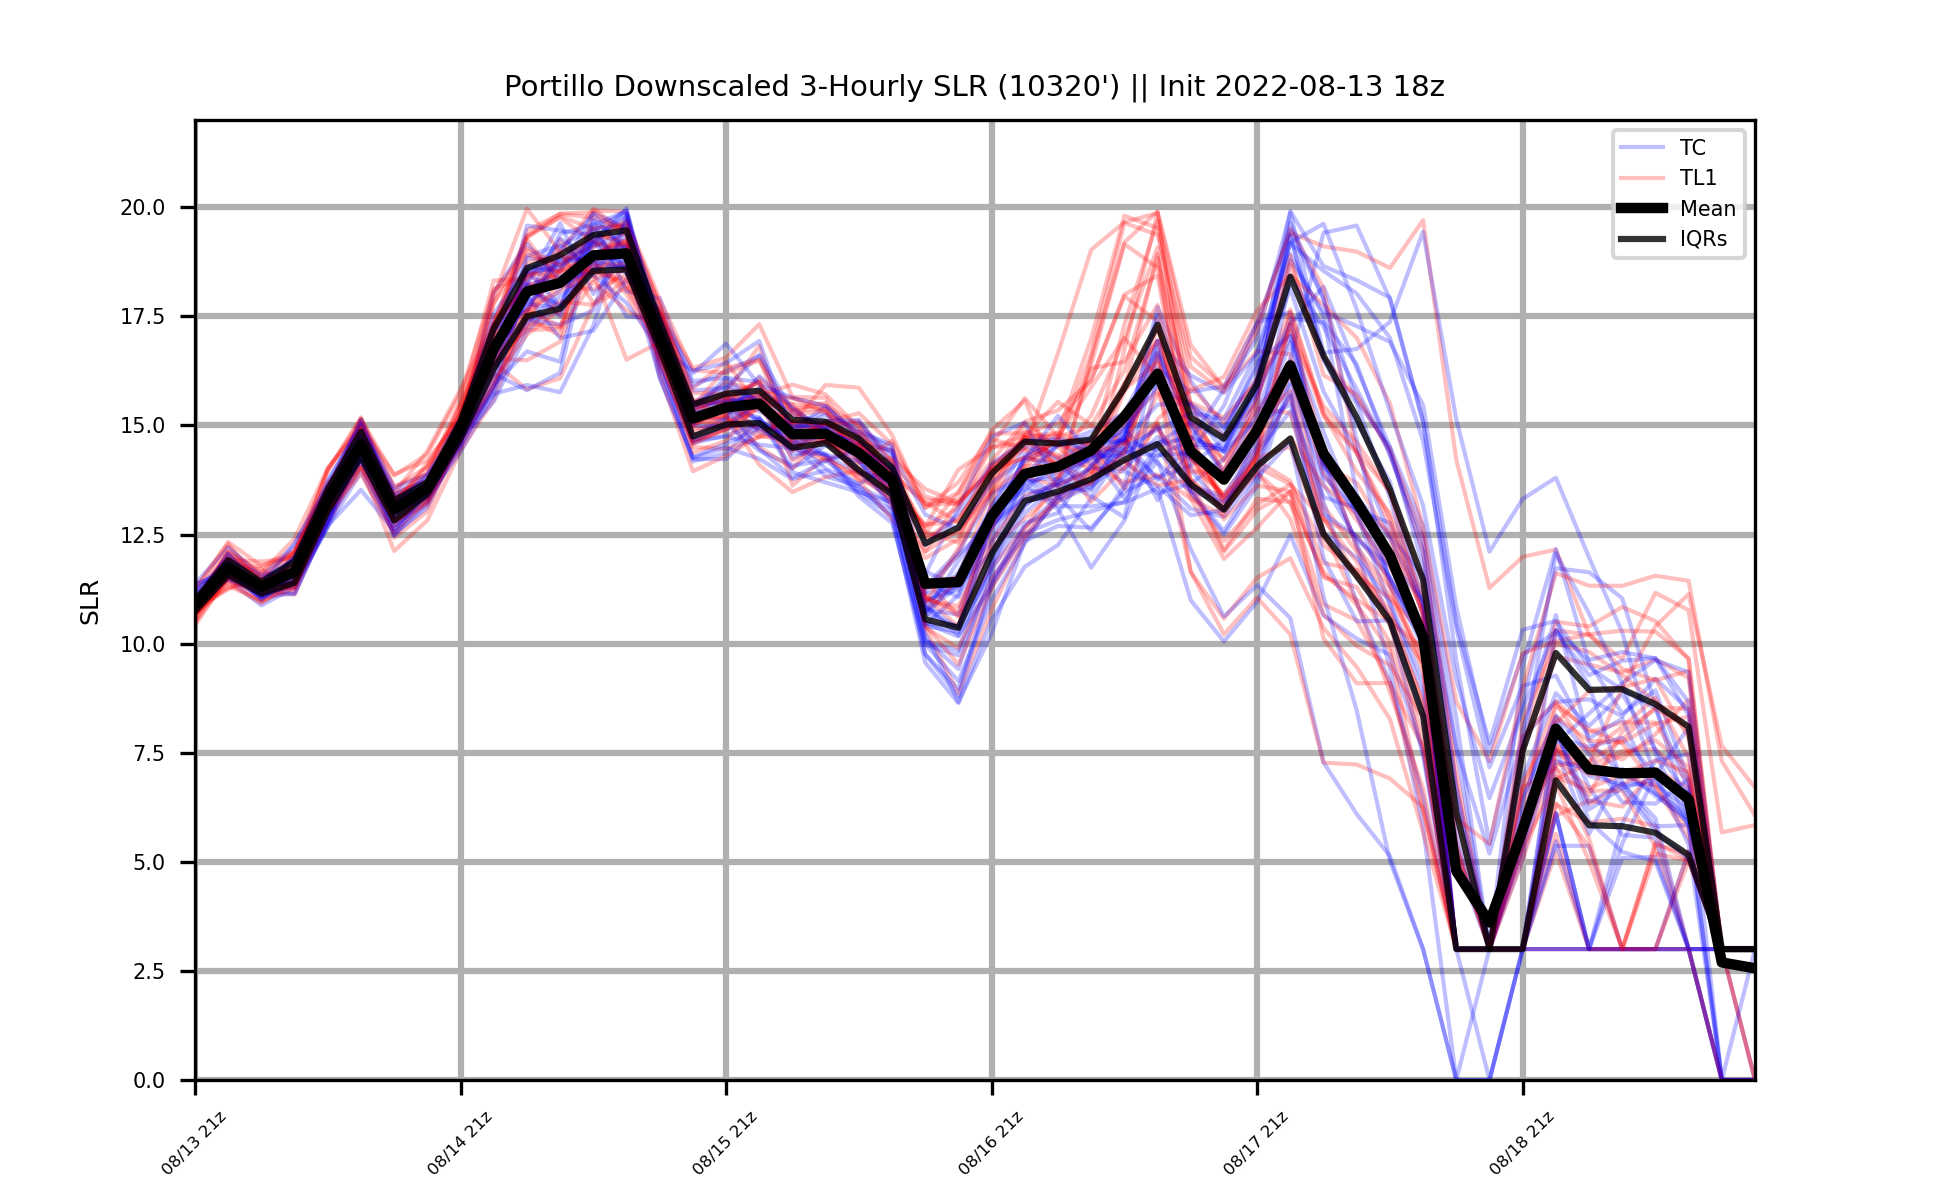 Portillo Downscaled 3-Hourly SLR (10320') || Init 2022-08-13 18z
TC
TL1
Mean
IQRs
SLR
20.0
17.5
15.0
12.5
10.0
7.5
5.0
2.5
0.0
08/13 21z
08/14 21z
08/15 21z
08/16 21z
08/17 21z
08/18 21z